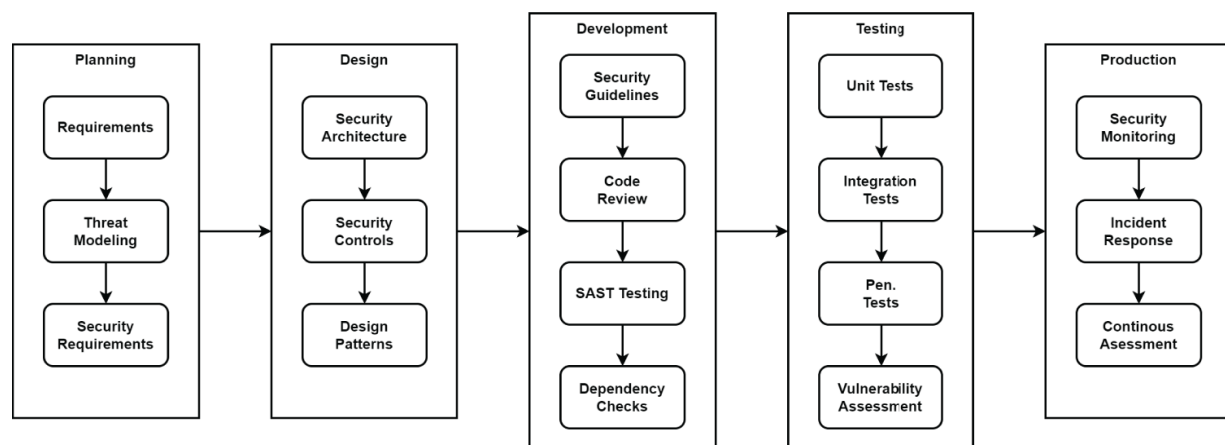 Planning
Requirements
Threat
Modeling
Security
Requirements
Design
Security
Architecture
Security
Controls
Design
Patterns
Development
Security
Guidelines
Code
Review
SAST Testing
Dependency
Checks
Testing
Unit Tests
Integration
Tests
Pen.
Tests
Vulnerability
Assessment
Production
Security
Monitoring
Incident
Response
Continous
Asessment